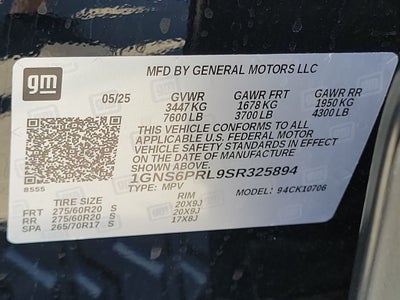 gm
MFD BY GENERAL MOTORS LLC
05/25 GVWR GAWR FRT GAWR RR
3447 KG 1678 KG 1950 KG
7600 LB 3700 LB 4300 LB
THIS VEHICLE CONFORMS TO ALL
APPLICABLE U.S. FEDERAL MOTOR
VEHICLE SAFETY STANDARDS IN EFFECT
ON THE DATE OF MANUFACTURE
SHOWN ABOVE.
1GNS6PRL9SR325894
B555 TYPE: MPV MODEL: 94CK10706
TIRE SIZE RIM
FRT 275/60R20 S 20X9J
RR 275/60R20 S 20X9J
SPA 265/70R17 S 17X8J